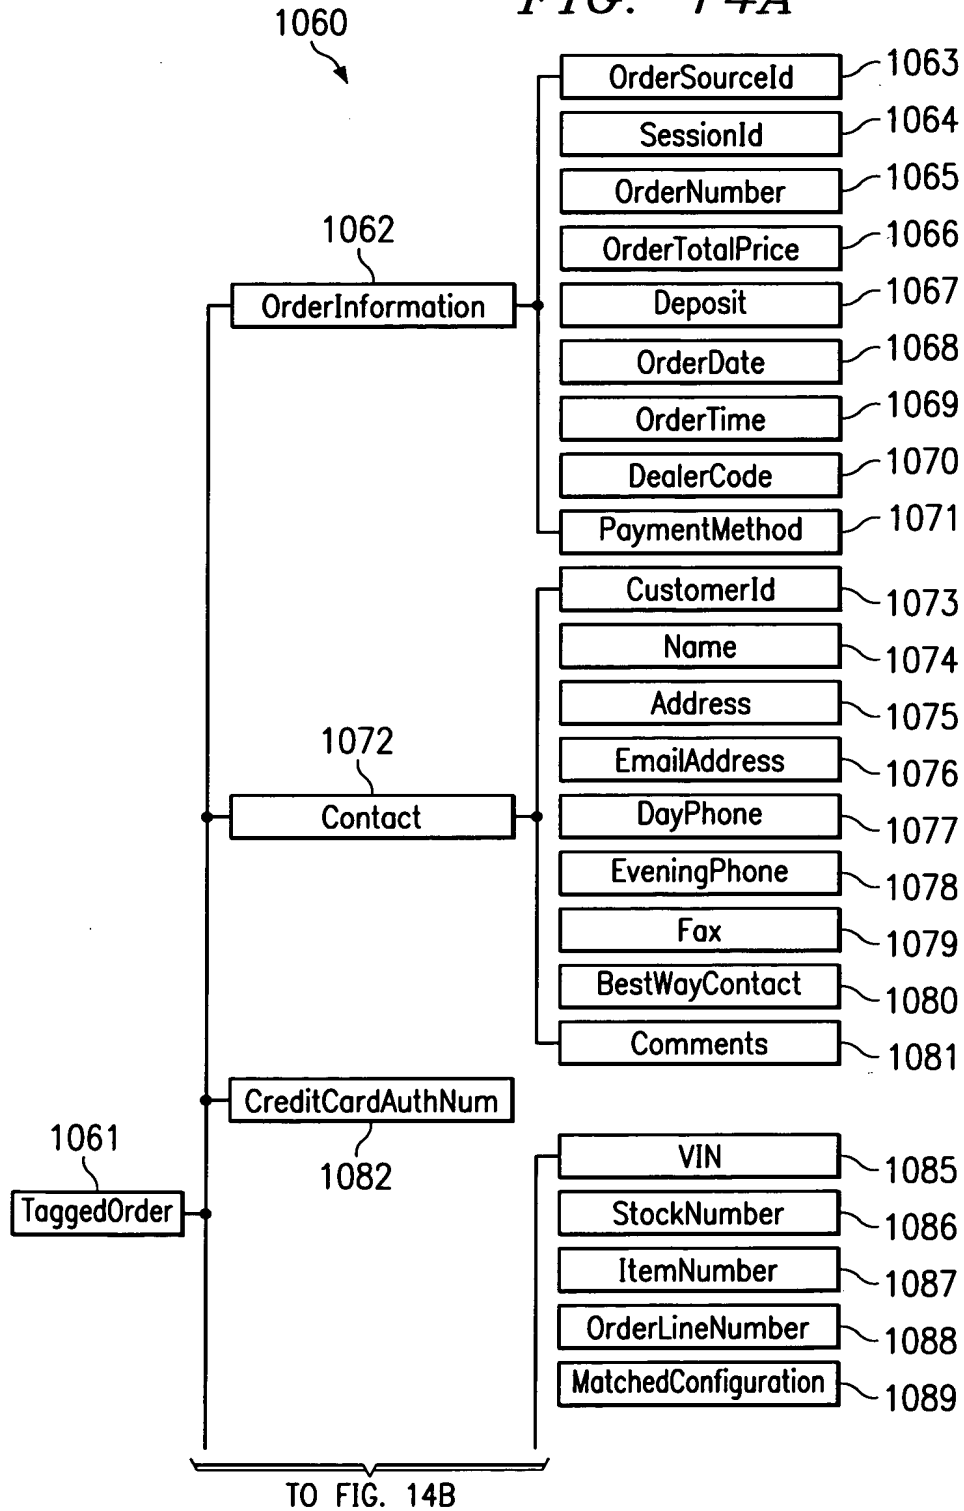 FIG. 14A
1060
OrderSourceId 1063
SessionId 1064
OrderNumber 1065
1062
OrderTotalPrice 1066
OrderInformation
Deposit 1067
OrderDate 1068
OrderTime 1069
DealerCode 1070
PaymentMethod 1071
CustomerId 1073
Name 1074
Address 1075
1072
EmailAddress 1076
Contact
DayPhone 1077
EveningPhone 1078
Fax 1079
BestWayContact 1080
Comments 1081
CreditCardAuthNum
1082
1061
TaggedOrder
VIN 1085
StockNumber 1086
ItemNumber 1087
OrderLineNumber 1088
MatchedConfiguration 1089
TO FIG. 14B